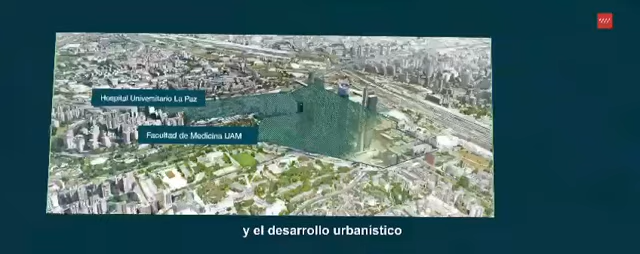 Hospital Universitario La Paz
Facultad de Medicina UAM
y el desarrollo urbanístico